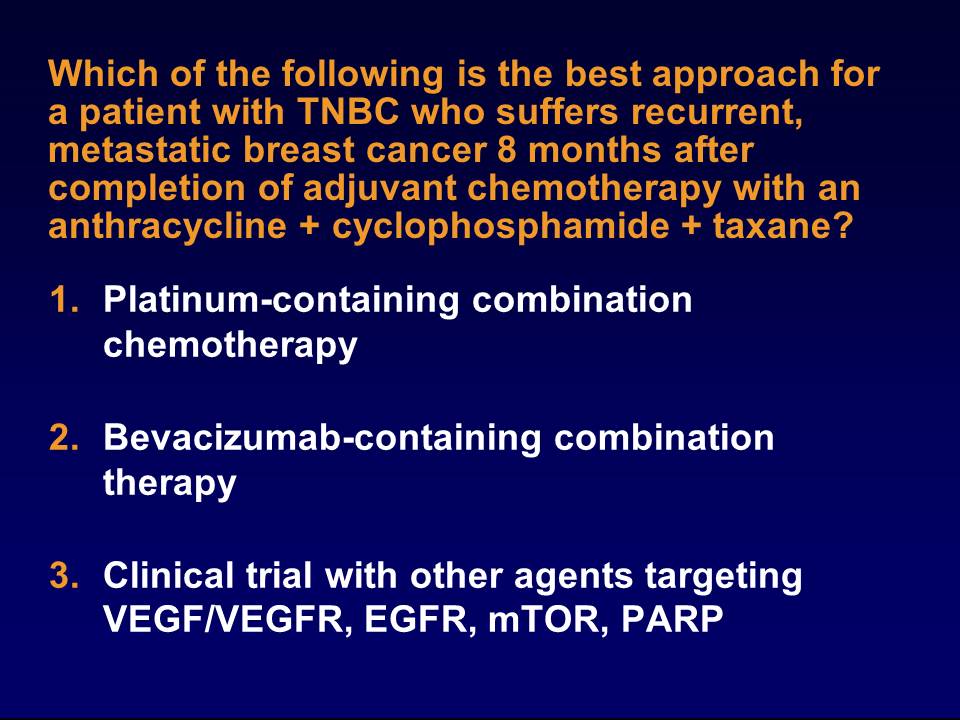 Which of the following is the best approach for
a patient with TNBC who suffers recurrent,
metastatic breast cancer 8 months after
completion of adjuvant chemotherapy with an
anthracycline + cyclophosphamide + taxane?
1. Platinum-containing combination
chemotherapy
2. Bevacizumab-containing combination
therapy
3. Clinical trial with other agents targeting
VEGF/VEGFR, EGFR, mTOR, PARP